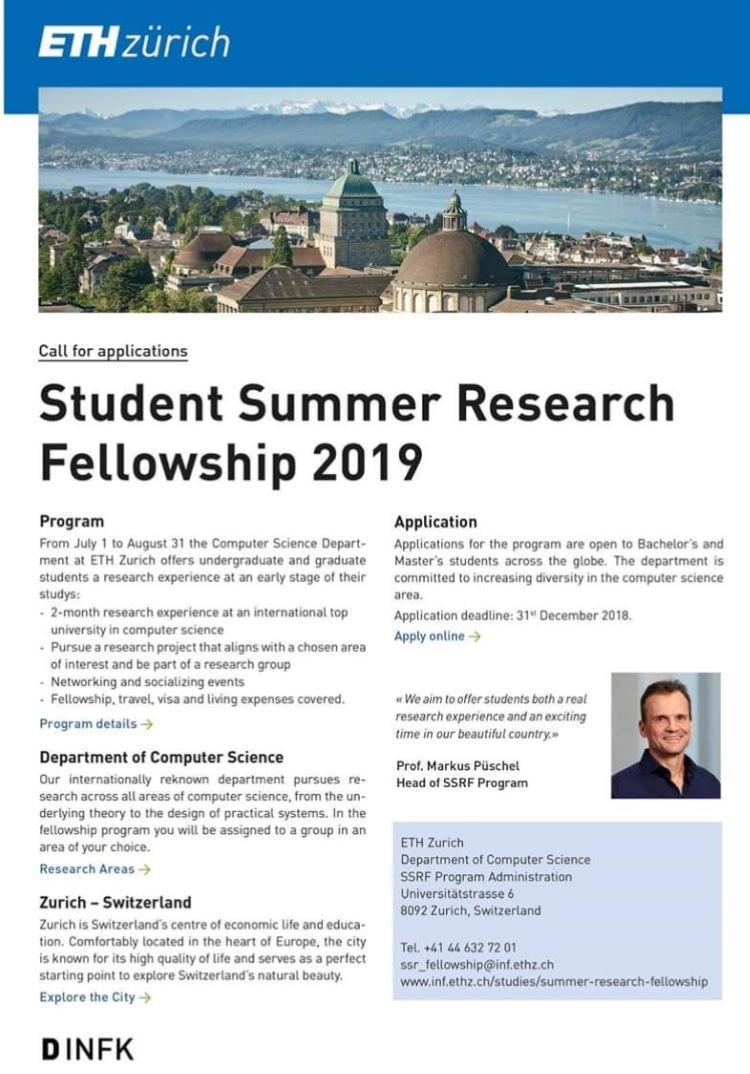 ETH zürich
Call for applications
Student Summer Research
Fellowship 2019
Program
From July 1 to August 31 the Computer Science Depart-
ment at ETH Zurich offers undergraduate and graduate
students a research experience at an early stage of their
studys:
- 2-month research experience at an international top
university in computer science
- Pursue a research project that aligns with a chosen area
of interest and be part of a research group
- Networking and socializing events
- Fellowship, travel, visa and living expenses covered.
Program details →
Department of Computer Science
Our internationally reknown department pursues re-
search across all areas of computer science, from the un-
derlying theory to the design of practical systems. In the
fellowship program you will be assigned to a group in an
area of your choice.
Research Areas →
Zurich – Switzerland
Zurich is Switzerland's centre of economic life and educa-
tion. Comfortably located in the heart of Europe, the city
is known for its high quality of life and serves as a perfect
starting point to explore Switzerland's natural beauty.
Explore the City →
Application
Applications for the program are open to Bachelor's and
Master's students across the globe. The department is
committed to increasing diversity in the computer science
area.
Application deadline: 31st December 2018.
Apply online →
« We aim to offer students both a real
research experience and an exciting
time in our beautiful country.»
Prof. Markus Püschel
Head of SSRF Program
ETH Zurich
Department of Computer Science
SSRF Program Administration
Universitätstrasse 6
8092 Zurich, Switzerland
Tel. +41 44 632 72 01
ssr_fellowship@inf.ethz.ch
www.inf.ethz.ch/studies/summer-research-fellowship
D INFK